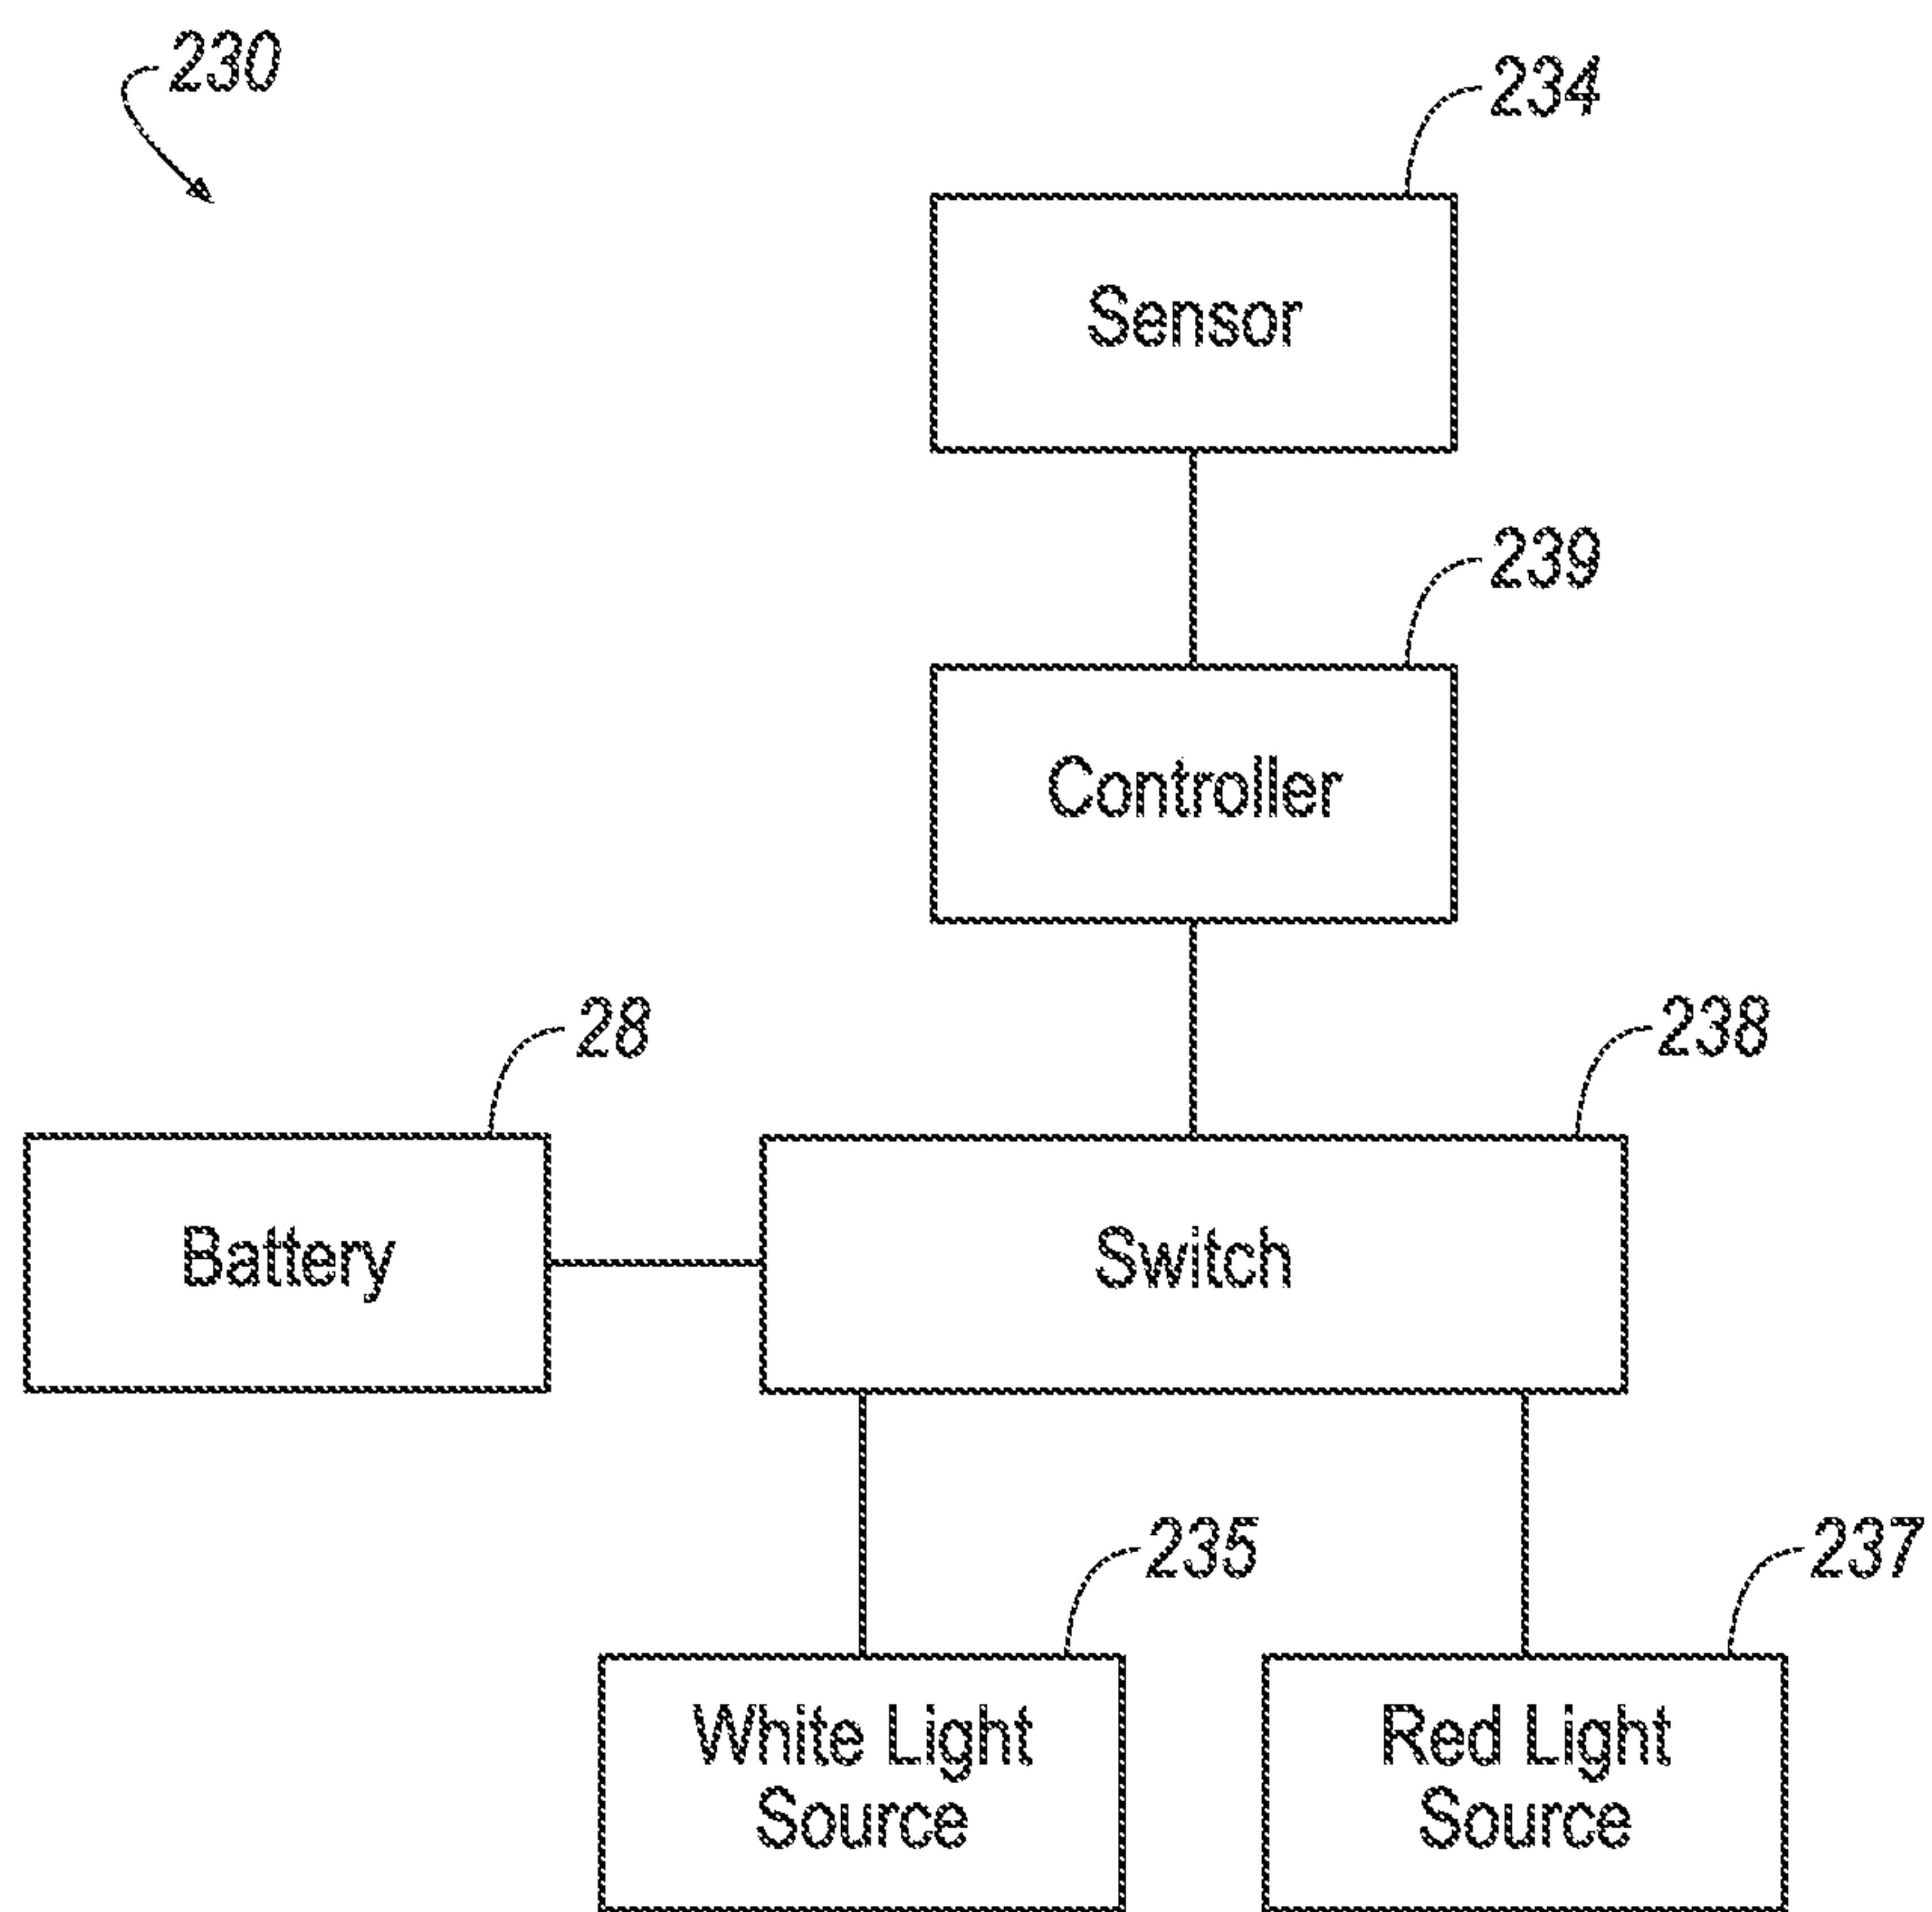 230
234
Sensor
239
Controller
28
238
Battery
Switch
235
237
White Light
Source
Red Light
Source